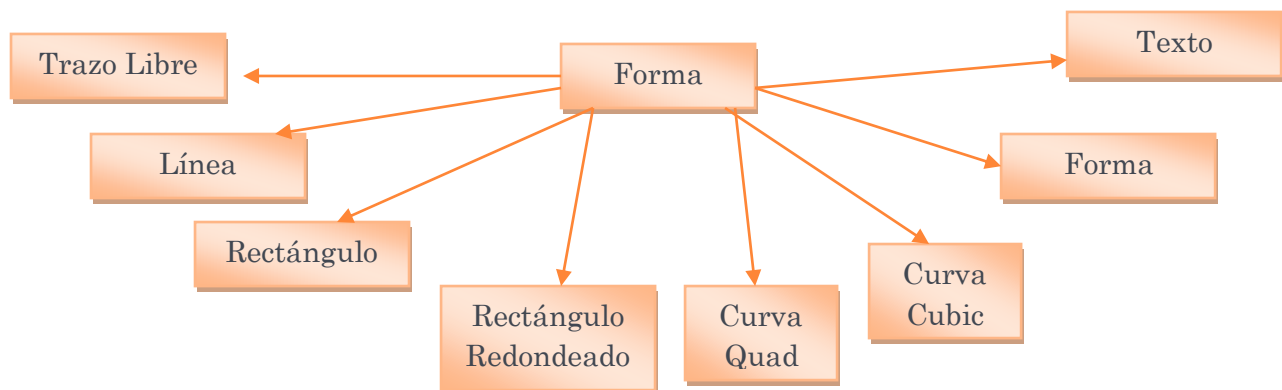 Texto
Forma
Trazo Libre
Línea
Forma
Rectángulo
Curva
Cubic
Rectángulo
Redondeado
Curva
Quad